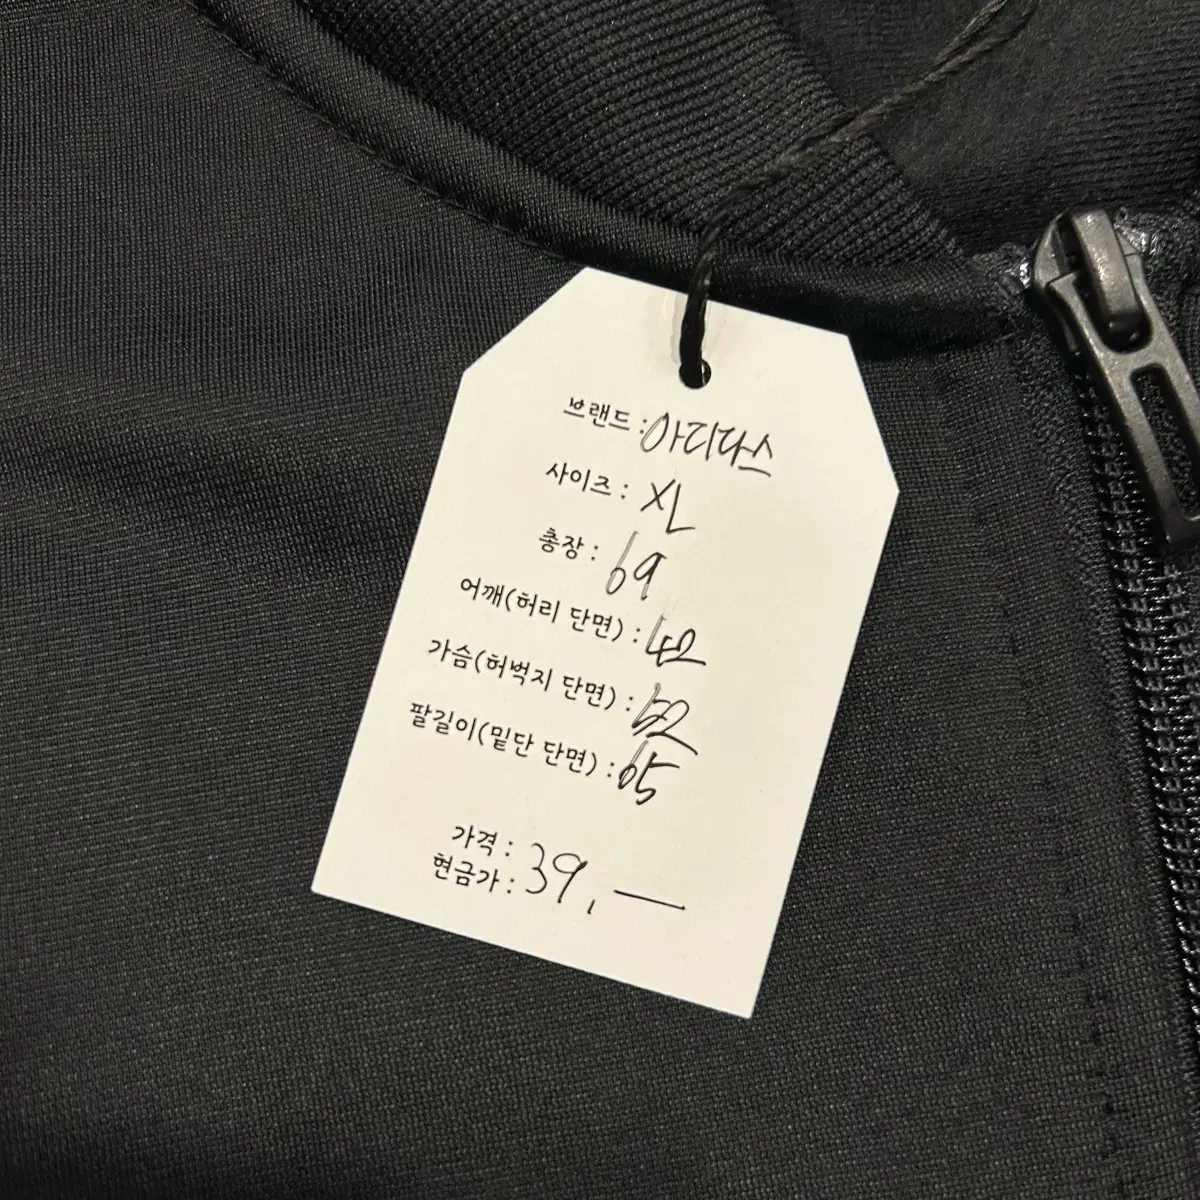 브랜드 : 아디다스
사이즈 : XL
총장 : 69
어깨(허리 단면) : 42
가슴(허벅지 단면) : 52
팔길이(밑단 단면) : 65
가격 :
현금가 : 39,—